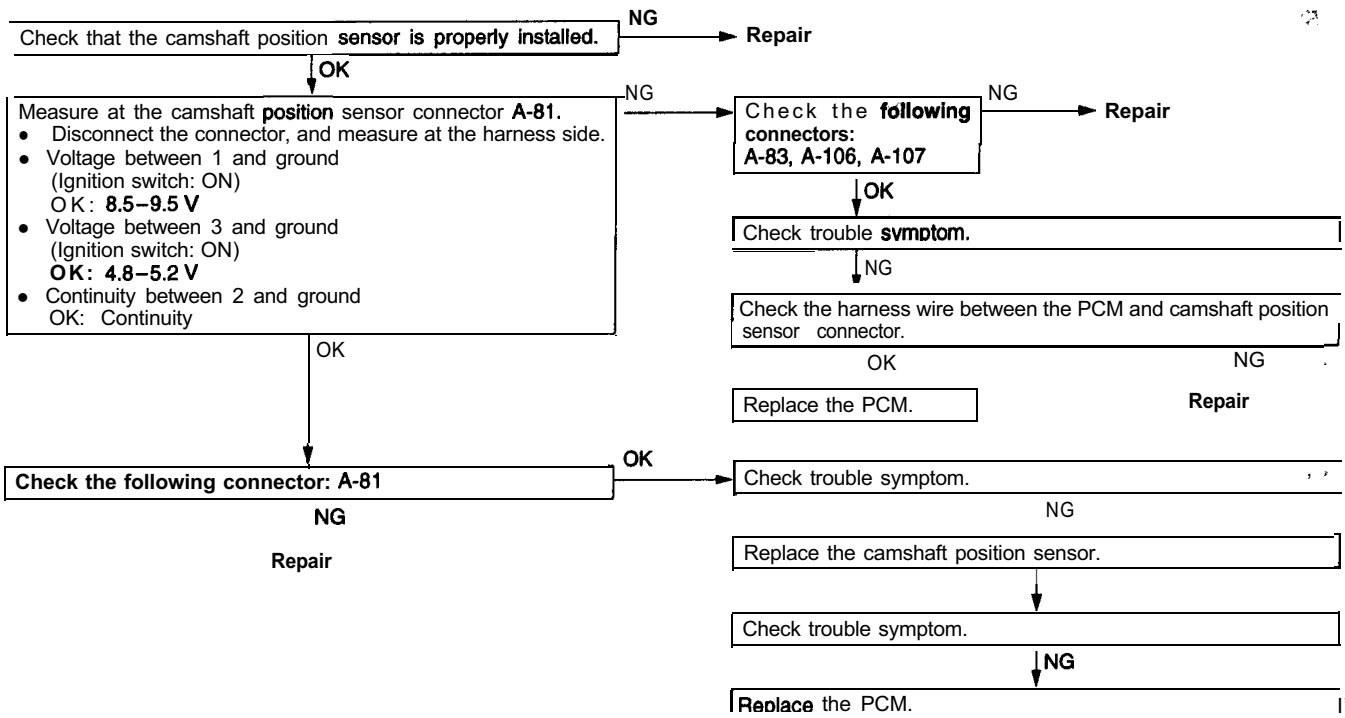 NG
Check that the camshaft position sensor is properly installed.
Repair
OK
Measure at the camshaft position sensor connector A-81.
● Disconnect the connector, and measure at the harness side.
● Voltage between 1 and ground
(Ignition switch: ON)
OK: 8.5–9.5 V
● Voltage between 3 and ground
(Ignition switch: ON)
OK: 4.8–5.2 V
● Continuity between 2 and ground
OK: Continuity
NG
Check the following
connectors:
A-83, A-106, A-107
NG
Repair
OK
Check trouble symptom.
NG
Check the harness wire between the PCM and camshaft position
sensor connector.
OK
NG
Replace the PCM.
Repair
OK
Check the following connector: A-81
OK
NG
Repair
Check trouble symptom.
NG
Replace the camshaft position sensor.
Check trouble symptom.
NG
Replace the PCM.